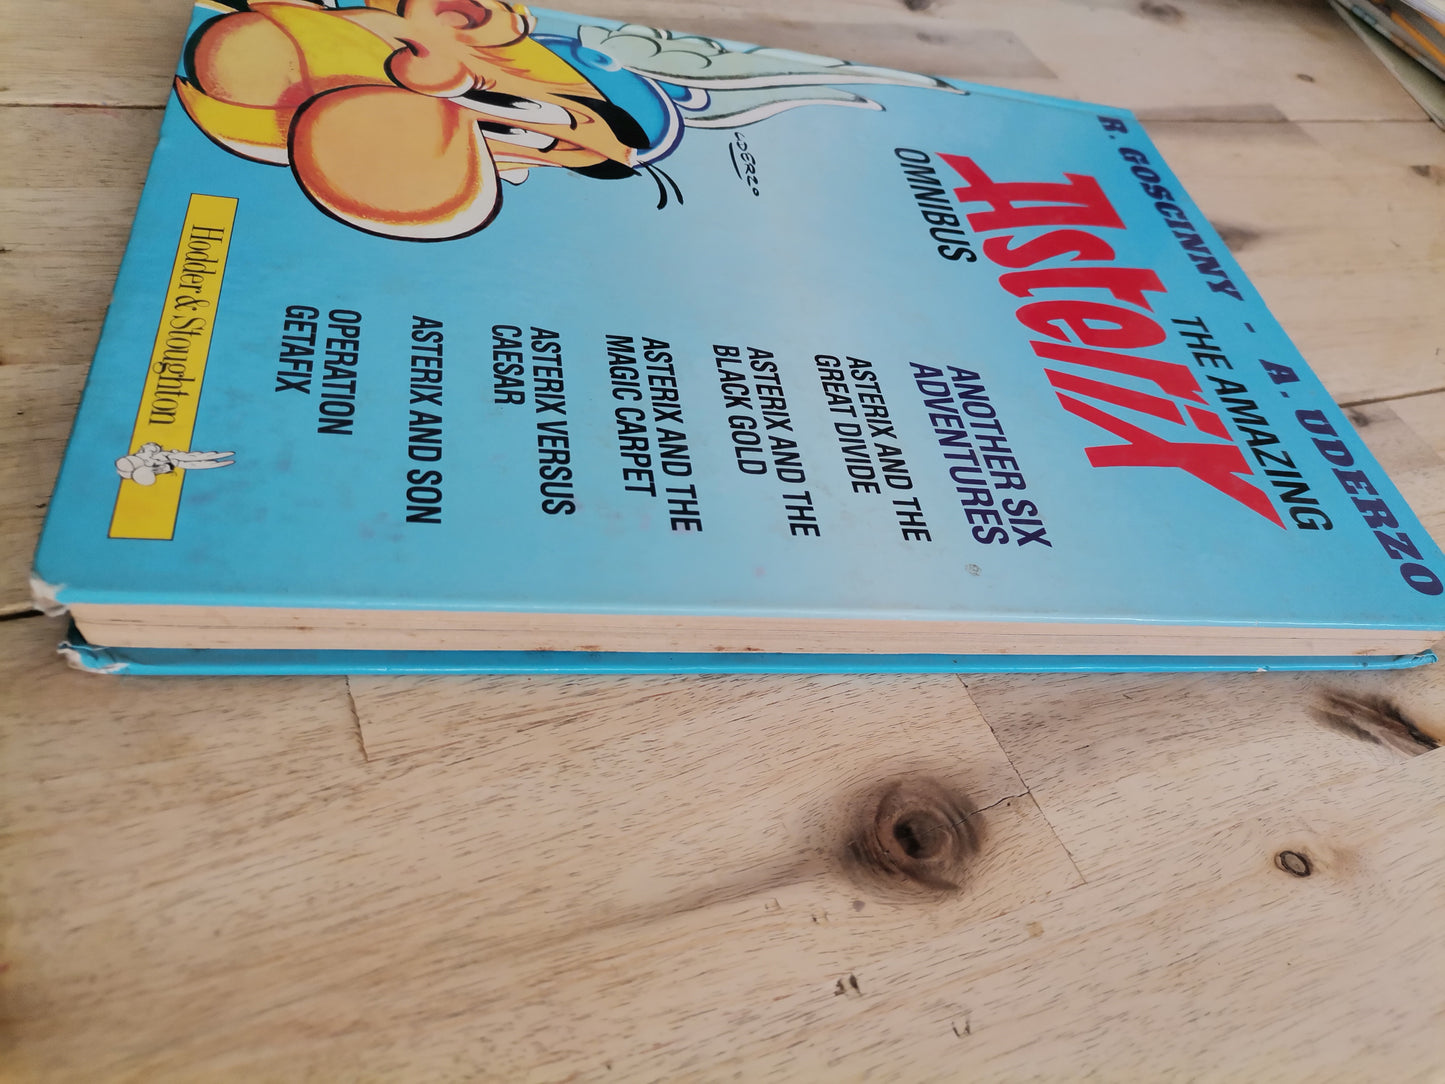 R. GOSCINNY - A. UDERZO
THE AMAZING
Asterix
OMNIBUS
ANOTHER SIX
ADVENTURES
ASTERIX AND THE
GREAT DIVIDE
ASTERIX AND THE
BLACK GOLD
ASTERIX AND THE
MAGIC CARPET
ASTERIX VERSUS
CAESAR
ASTERIX AND SON
OPERATION
GETAFIX
UDERZO
Hodder & Stoughton